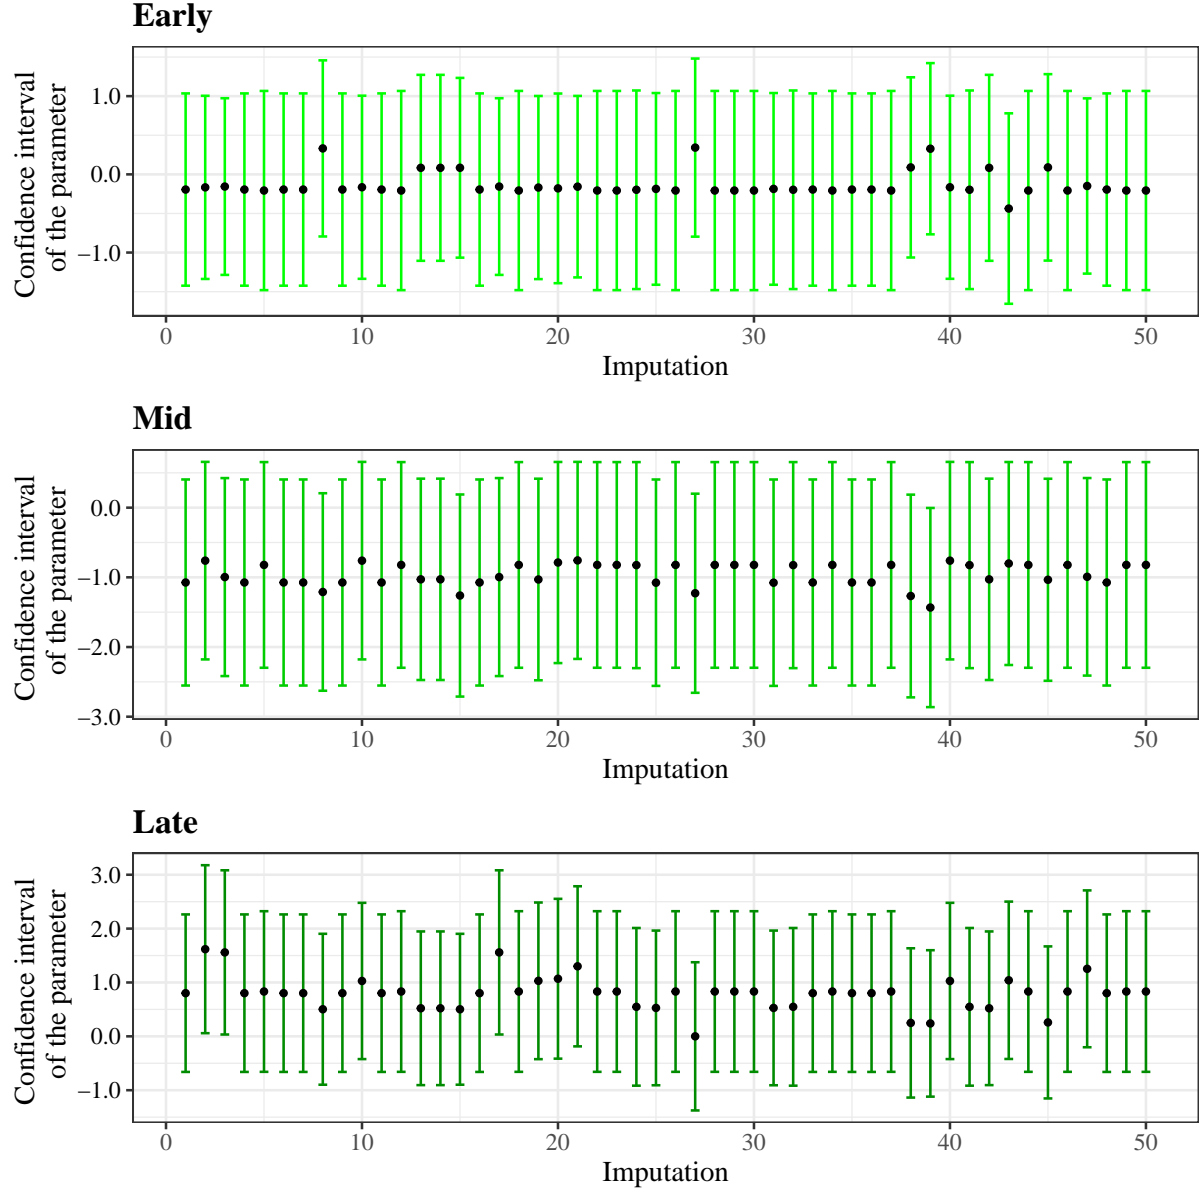 Early
Confidence interval
of the parameter
1.0
0.0
−1.0
0 10 20 30 40 50
Imputation
Mid
Confidence interval
of the parameter
0.0
−1.0
−2.0
−3.0
0 10 20 30 40 50
Imputation
Late
Confidence interval
of the parameter
3.0
2.0
1.0
0.0
−1.0
0 10 20 30 40 50
Imputation